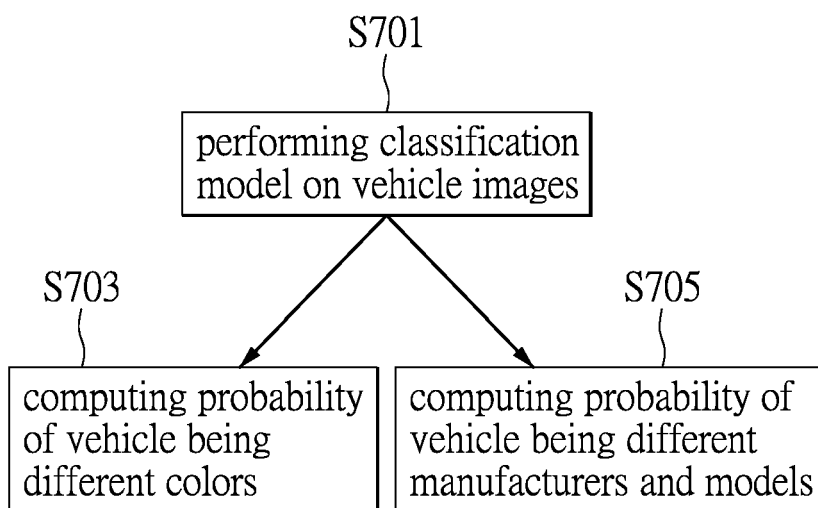 S701
performing classification
model on vehicle images
S703
S705
computing probability
of vehicle being
different colors
computing probability of
vehicle being different
manufacturers and models